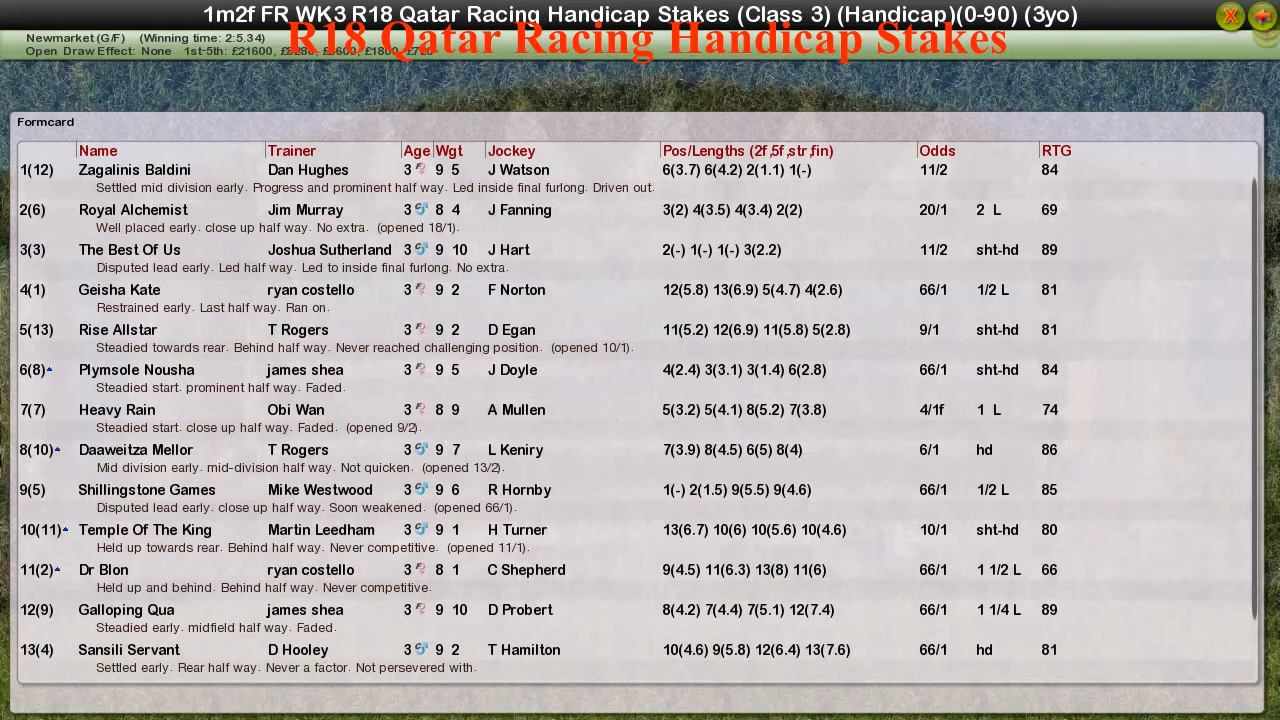 1m2f FR WK3 R18 Qatar Racing Handicap Stakes (Class 3) (Handicap)(0-90) (3yo)
R18 Qatar Racing Handicap Stakes
Newmarket (G/F) (Winning time: 2:5.34)
Open Draw Effect: None 1st-5th: £21600,
Formcard
Name Trainer Age Wgt Jockey Pos/Lengths (2f,5f,str,fin) Odds RTG
1(12) Zagalinis Baldini Dan Hughes 3 9 5 J Watson 6(3.7) 6(4.2) 2(1.1) 1(-) 11/2 84
Settled mid division early. Progress and prominent half way. Led inside final furlong. Driven out.
2(6) Royal Alchemist Jim Murray 3 8 4 J Fanning 3(2) 4(3.5) 4(3.4) 2(2) 20/1 2 L 69
Well placed early. close up half way. No extra. (opened 18/1).
3(3) The Best Of Us Joshua Sutherland 3 9 10 J Hart 2(-) 1(-) 1(-) 3(2.2) 11/2 sht-hd 89
Disputed lead early. Led half way. Led to inside final furlong. No extra.
4(1) Geisha Kate ryan costello 3 9 2 F Norton 12(5.8) 13(6.9) 5(4.7) 4(2.6) 66/1 1/2 L 81
Restrained early. Last half way. Ran on.
5(13) Rise Allstar T Rogers 3 9 2 D Egan 11(5.2) 12(6.9) 11(5.8) 5(2.8) 9/1 sht-hd 81
Steadied towards rear. Behind half way. Never reached challenging position. (opened 10/1).
6(8) Plymsole Nousha james shea 3 9 5 J Doyle 4(2.4) 3(3.1) 3(1.4) 6(2.8) 66/1 sht-hd 84
Steadied start. prominent half way. Faded.
7(7) Heavy Rain Obi Wan 3 8 9 A Mullen 5(3.2) 5(4.1) 8(5.2) 7(3.8) 4/1f 1 L 74
Steadied start. close up half way. Faded. (opened 9/2).
8(10) Daaweitza Mellor T Rogers 3 9 7 L Keniry 7(3.9) 8(4.5) 6(5) 8(4) 6/1 hd 86
Mid division early. mid-division half way. Not quicken. (opened 13/2).
9(5) Shillingstone Games Mike Westwood 3 9 6 R Hornby 1(-) 2(1.5) 9(5.5) 9(4.6) 66/1 1/2 L 85
Disputed lead early. close up half way. Soon weakened. (opened 66/1).
10(11) Temple Of The King Martin Leedham 3 9 1 H Turner 13(6.7) 10(6) 10(5.6) 10(4.6) 10/1 sht-hd 80
Held up towards rear. Behind half way. Never competitive. (opened 11/1).
11(2) Dr Blon ryan costello 3 8 1 C Shepherd 9(4.5) 11(6.3) 13(8) 11(6) 66/1 1 1/2 L 66
Held up and behind. Behind half way. Never competitive.
12(9) Galloping Qua james shea 3 9 10 D Probert 8(4.2) 7(4.4) 7(5.1) 12(7.4) 66/1 1 1/4 L 89
Steadied early. midfield half way. Faded.
13(4) Sansili Servant D Hooley 3 9 2 T Hamilton 10(4.6) 9(5.8) 12(6.4) 13(7.6) 66/1 hd 81
Settled early. Rear half way. Never a factor. Not persevered with.